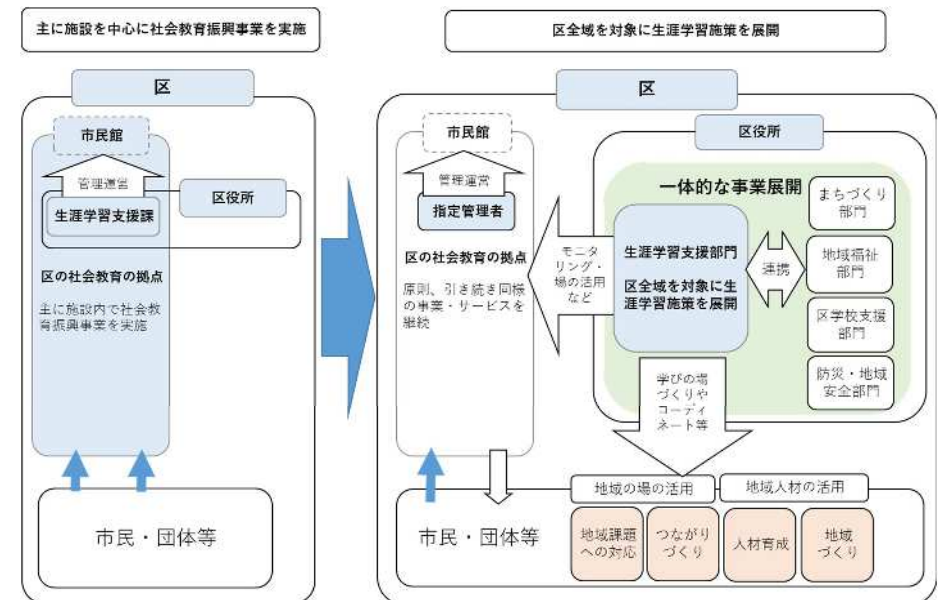 主に施設を中心に社会教育振興事業を実施
区
市民館
管理運営
区役所
生涯学習支援課
区の社会教育の拠点
主に施設内で社会教
育振興事業を実施
市民・団体等
区全域を対象に生涯学習施策を展開
区
市民館
管理運営
指定管理者
区の社会教育の拠点
原則、引き続き同様
の事業・サービスを
継続
モニタ
リング・
場の活用
など
区役所
一体的な事業展開
生涯学習支援部門
区全域を対象に生
涯学習施策を展開
連携
まちづくり
部門
地域福祉
部門
区学校支援
部門
防災・地域
安全部門
学びの場
づくりや
コーディ
ネート等
市民・団体等
地域の場の活用
地域人材の活用
地域課題
への対応
つながり
づくり
人材育成
地域
づくり